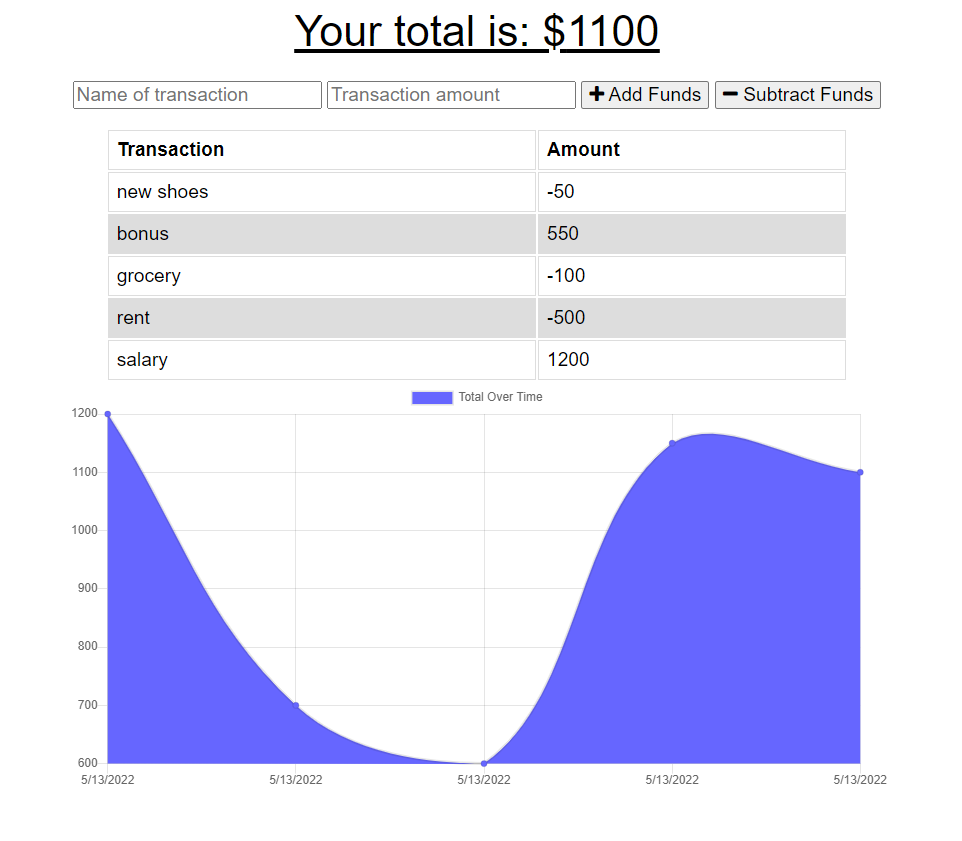 Your total is: $1100
Name of transaction Transaction amount Add Funds Subtract Funds
Transaction Amount
new shoes -50
bonus 550
grocery -100
rent -500
salary 1200
Total Over Time
1200
1100
1000
900
800
700
600
5/13/2022 5/13/2022 5/13/2022 5/13/2022 5/13/2022